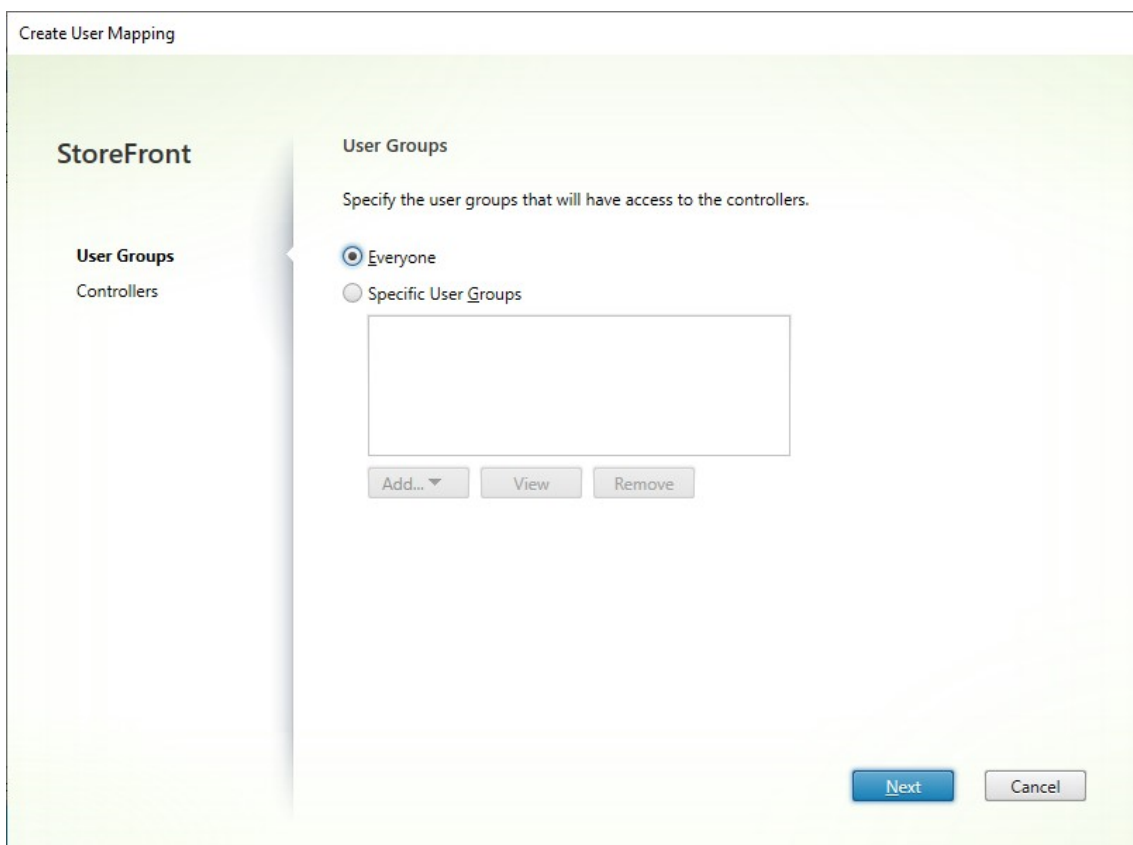 Create User Mapping
StoreFront
User Groups
Controllers
User Groups
Specify the user groups that will have access to the controllers.
Everyone
Specific User Groups
Add...
View
Remove
Next
Cancel